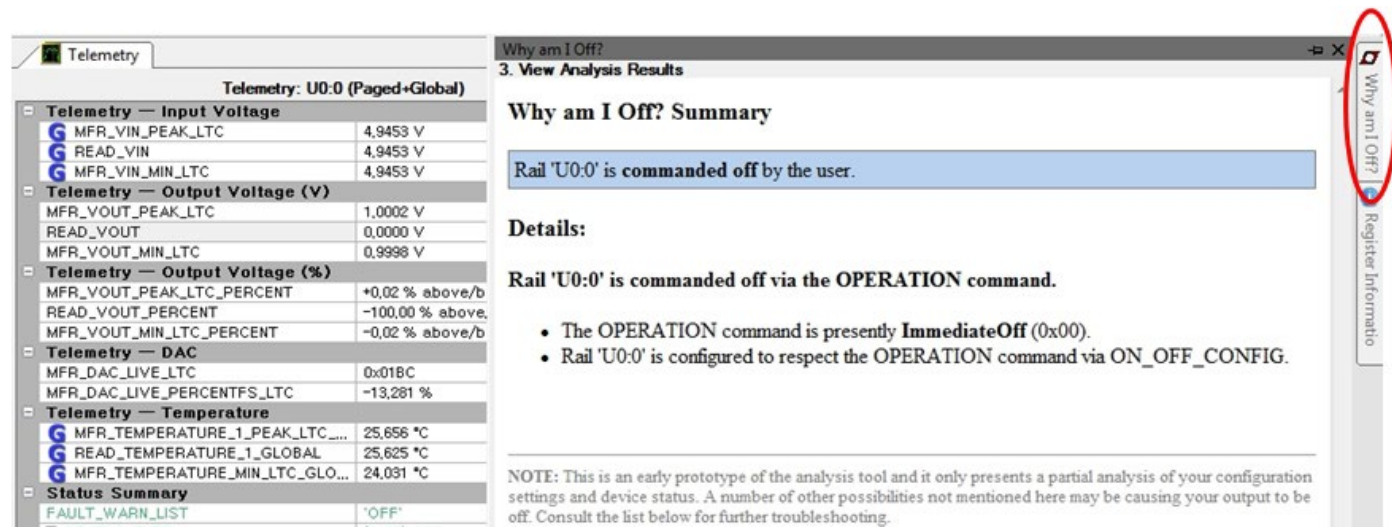 Telemetry
Telemetry: U0:0 (Paged+Global)
Telemetry — Input Voltage
G MFR_VIN_PEAK_LTC 4,9453 V
G READ_VIN 4,9453 V
G MFR_VIN_MIN_LTC 4,9453 V
Telemetry — Output Voltage (V)
MFR_VOUT_PEAK_LTC 1,0002 V
READ_VOUT 0,0000 V
MFR_VOUT_MIN_LTC 0,9998 V
Telemetry — Output Voltage (%)
MFR_VOUT_PEAK_LTC_PERCENT +0,02 % above/b
READ_VOUT_PERCENT -100,00 % above,
MFR_VOUT_MIN_LTC_PERCENT -0,02 % above/b
Telemetry — DAC
MFR_DAC_LIVE_LTC 0x01BC
MFR_DAC_LIVE_PERCENTFS_LTC -13,281 %
Telemetry — Temperature
G MFR_TEMPERATURE_1_PEAK_LTC_... 25,656 °C
G READ_TEMPERATURE_1_GLOBAL 25,625 °C
G MFR_TEMPERATURE_MIN_LTC_GLO... 24,031 °C
Status Summary
FAULT_WARN_LIST 'OFF'
Why am I Off?
3. View Analysis Results
Why am I Off? Summary
Rail 'U0:0' is commanded off by the user.
Details:
Rail 'U0:0' is commanded off via the OPERATION command.
• The OPERATION command is presently ImmediateOff (0x00).
• Rail 'U0:0' is configured to respect the OPERATION command via ON_OFF_CONFIG.
NOTE: This is an early prototype of the analysis tool and it only presents a partial analysis of your configuration
settings and device status. A number of other possibilities not mentioned here may be causing your output to be
off. Consult the list below for further troubleshooting.
Why am I Off?
Register Informatio